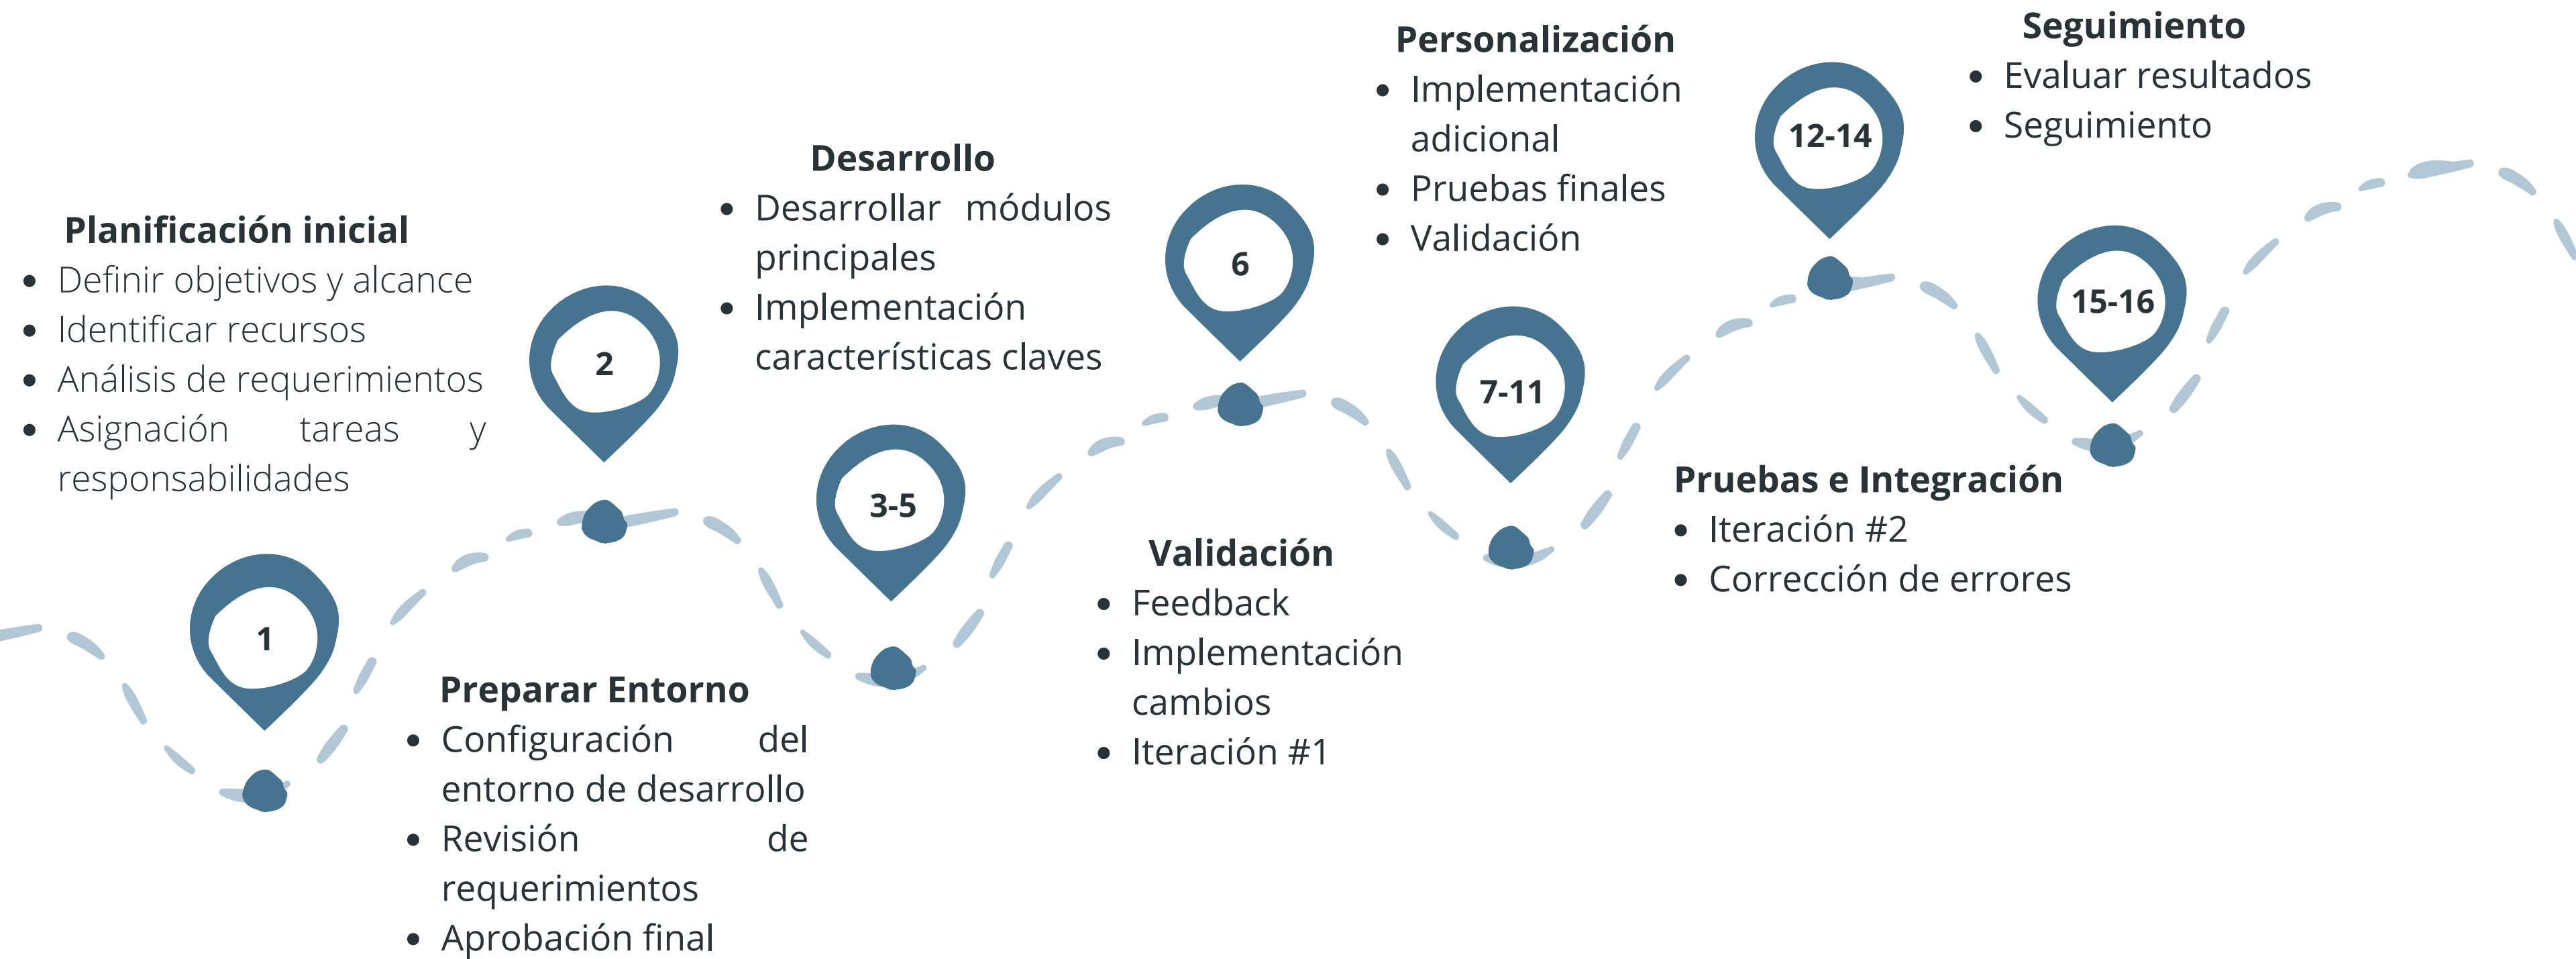 Planificación inicial
• Definir objetivos y alcance
• Identificar recursos
• Análisis de requerimientos
• Asignación tareas y
responsabilidades
1
2
Preparar Entorno
• Configuración del
entorno de desarrollo
• Revisión de
requerimientos
• Aprobación final
Desarrollo
• Desarrollar módulos
principales
• Implementación
características claves
3-5
6
Validación
• Feedback
• Implementación
cambios
• Iteración #1
Personalización
• Implementación
adicional
• Pruebas finales
• Validación
7-11
12-14
Pruebas e Integración
• Iteración #2
• Corrección de errores
Seguimiento
• Evaluar resultados
• Seguimiento
15-16